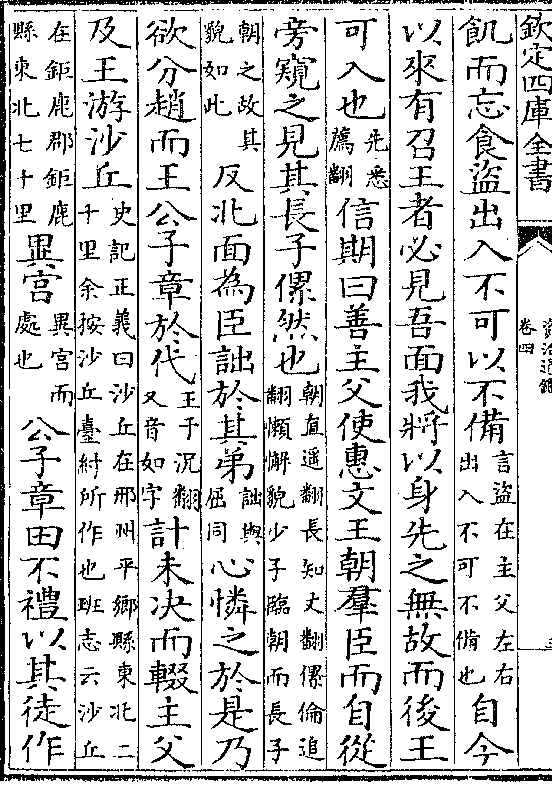 欽定四庫全書
資治通鑑
卷四
飢而忘食盜出入不可以不備言盜在主父左右出入不可不備也自今
以來有召王者必見吾面我將以身先之無故而後王
可入也先悉薦翻信期曰善主父使惠文王朝羣臣而自從
旁窺之見其長子傫然也朝直遥翻長知丈翻傫倫追翻懶懈貌少子臨朝而長子
朝之故其貌如此反北面為臣詘於其弟詘與屈同心憐之於是乃
欲分趙而王公子章於代王于況翻又音如字計未決而輟主父
及王游沙丘史記正義曰沙丘在邢州平鄉縣東北二十里余按沙丘臺紂所作也班志云沙丘
在鉅鹿郡鉅鹿縣東北七十里異宮異宮而處也公子章田不禮以其徒作